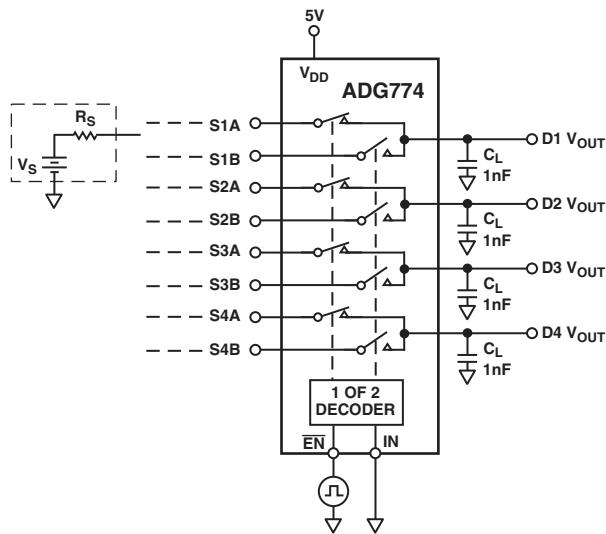 5V
VDD
ADG774
RS
VS
S1A
D1 VOUT
CL
1nF
S1B
S2A
D2 VOUT
CL
1nF
S2B
S3A
D3 VOUT
CL
1nF
S3B
S4A
D4 VOUT
CL
1nF
S4B
1 OF 2
DECODER
E̅N̅ IN